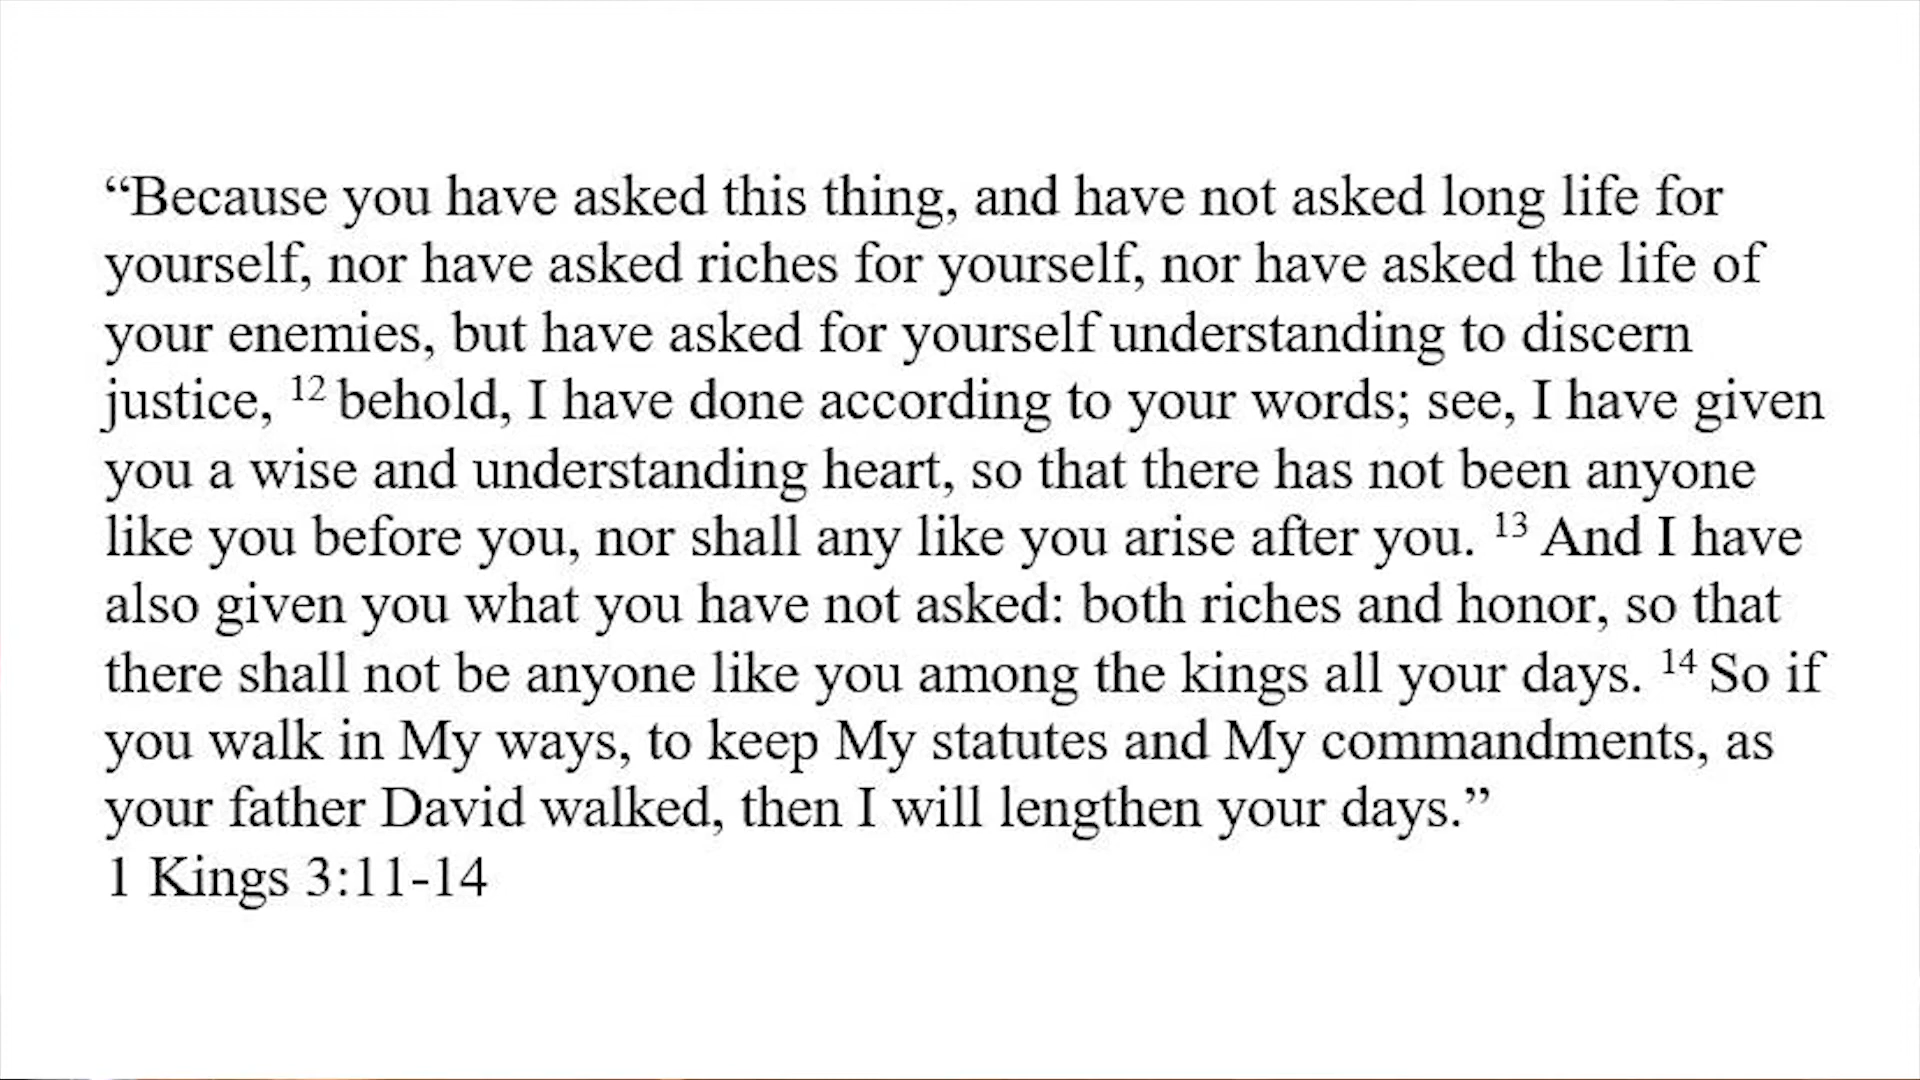 “Because you have asked this thing, and have not asked long life for
yourself, nor have asked riches for yourself, nor have asked the life of
your enemies, but have asked for yourself understanding to discern
justice, 12 behold, I have done according to your words; see, I have given
you a wise and understanding heart, so that there has not been anyone
like you before you, nor shall any like you arise after you. 13 And I have
also given you what you have not asked: both riches and honor, so that
there shall not be anyone like you among the kings all your days. 14 So if
you walk in My ways, to keep My statutes and My commandments, as
your father David walked, then I will lengthen your days.”
1 Kings 3:11-14